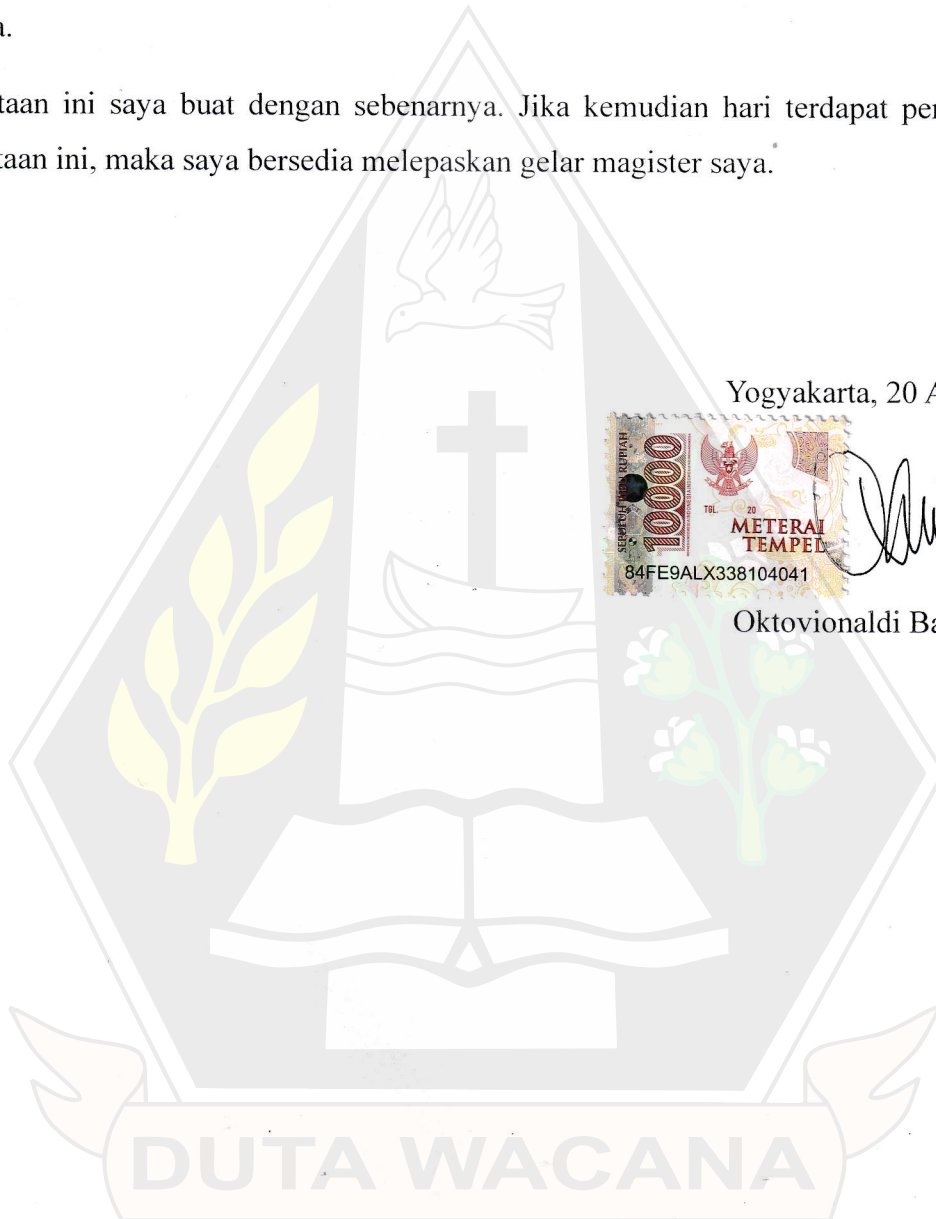 a.
taan ini saya buat dengan sebenarnya. Jika kemudian hari terdapat per
taan ini, maka saya bersedia melepaskan gelar magister saya.
Yogyakarta, 20 A
SEPULUH RIBU RUPIAH
10000
TGL. 20
METERAI
TEMPEL
84FE9ALX338104041
Oktovionaldi Ba
DUTA WACANA